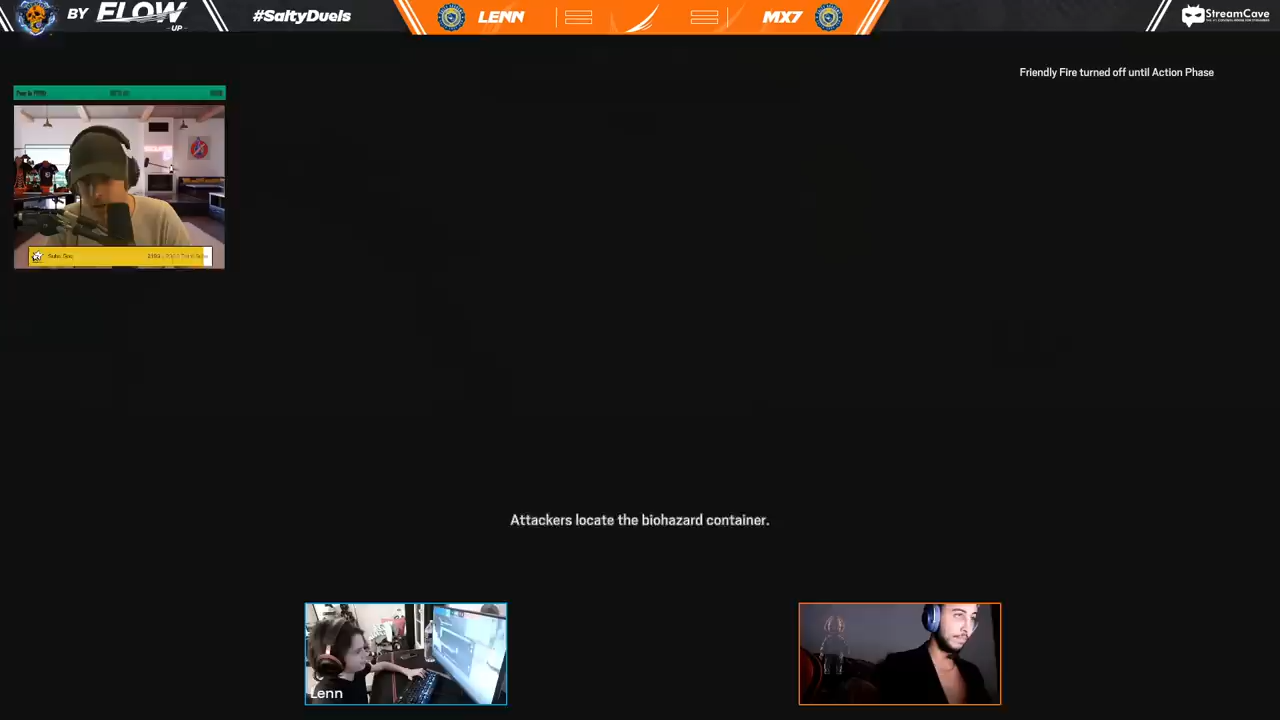 BY FLOW
-UP-
#SaltyDuels
LENN
MX7
StreamCave
Friendly Fire turned off until Action Phase
Attackers locate the biohazard container.
Lenn